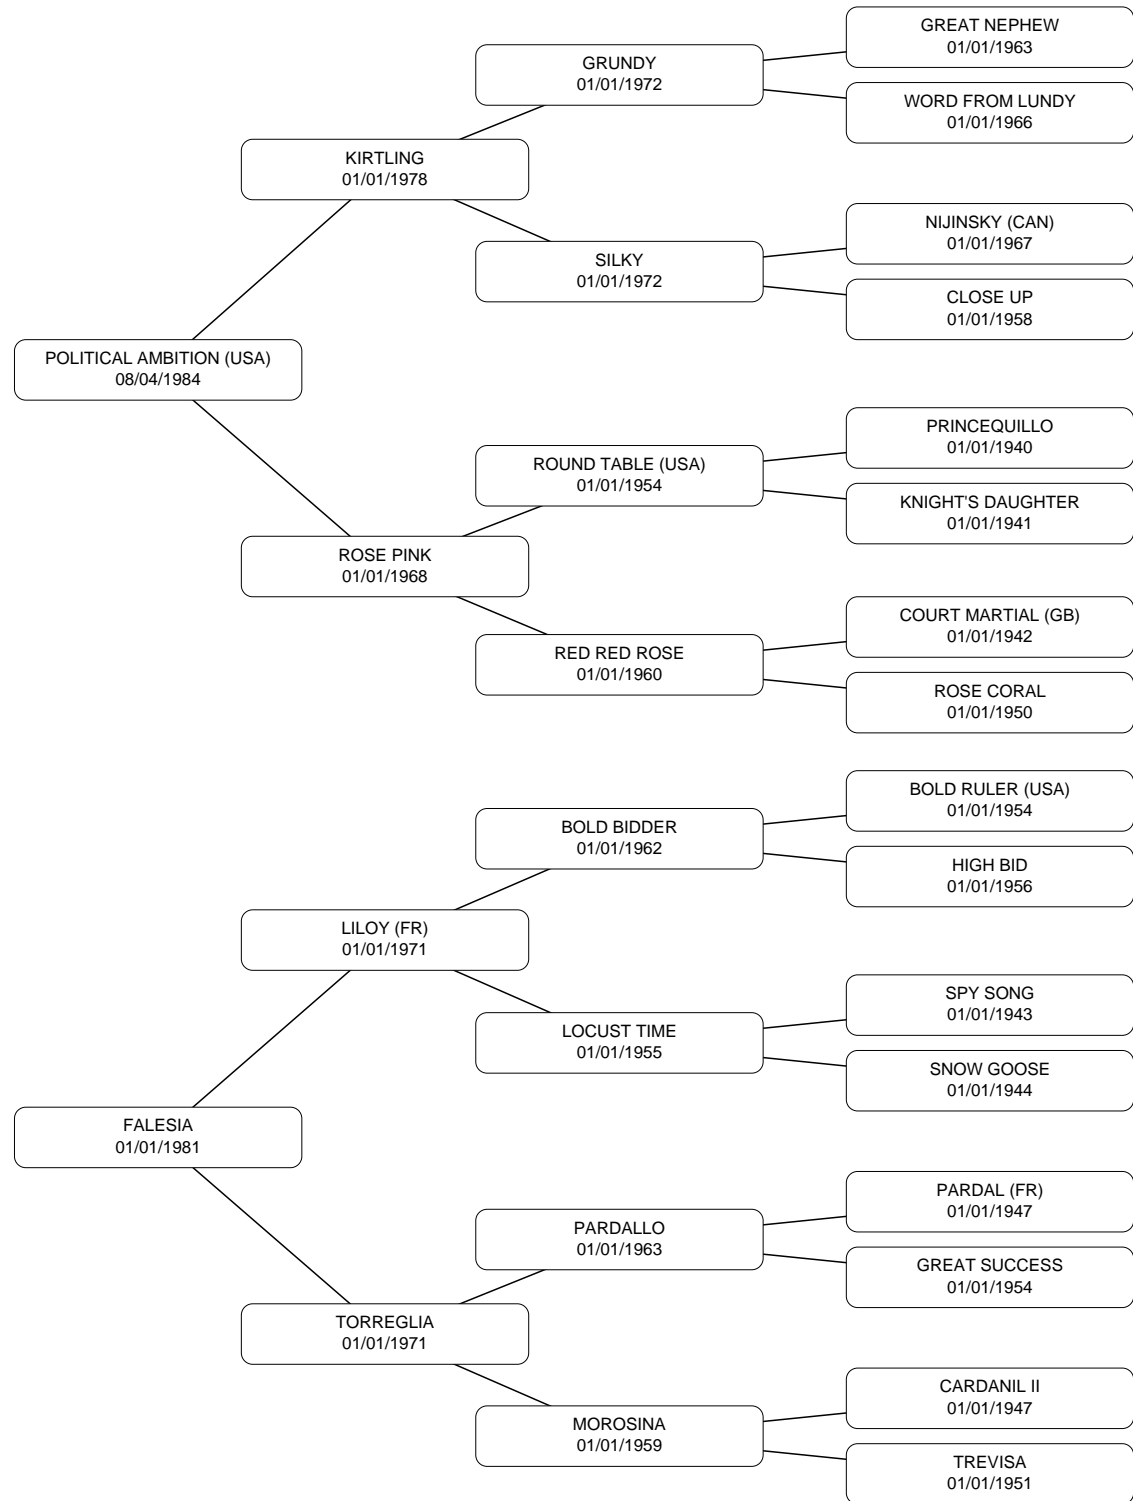 GREAT NEPHEW
01/01/1963
GRUNDY
01/01/1972
WORD FROM LUNDY
01/01/1966
KIRTLING
01/01/1978
NIJINSKY (CAN)
01/01/1967
SILKY
01/01/1972
CLOSE UP
01/01/1958
POLITICAL AMBITION (USA)
08/04/1984
PRINCEQUILLO
01/01/1940
ROUND TABLE (USA)
01/01/1954
KNIGHT'S DAUGHTER
01/01/1941
ROSE PINK
01/01/1968
COURT MARTIAL (GB)
01/01/1942
RED RED ROSE
01/01/1960
ROSE CORAL
01/01/1950
BOLD RULER (USA)
01/01/1954
BOLD BIDDER
01/01/1962
HIGH BID
01/01/1956
LILOY (FR)
01/01/1971
SPY SONG
01/01/1943
LOCUST TIME
01/01/1955
SNOW GOOSE
01/01/1944
FALESIA
01/01/1981
PARDAL (FR)
01/01/1947
PARDALLO
01/01/1963
GREAT SUCCESS
01/01/1954
TORREGLIA
01/01/1971
CARDANIL II
01/01/1947
MOROSINA
01/01/1959
TREVISA
01/01/1951